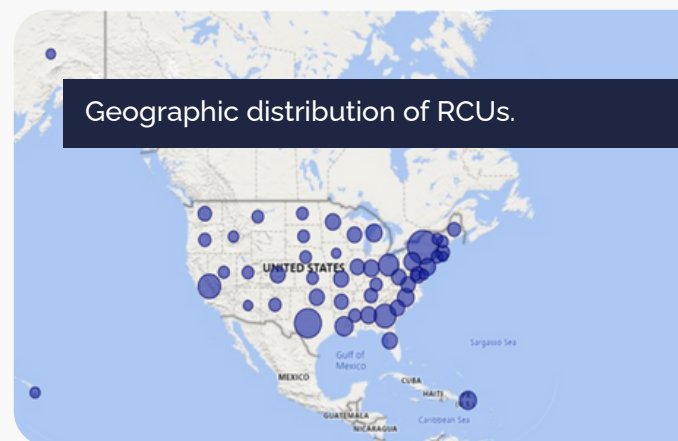 Geographic distribution of RCUs.
UNITED STATES
Gulf of
Mexico
Sargasso Sea
MEXICO
CUBA
HAITI
GUATEMALA
Caribbean Sea
NICARAGUA